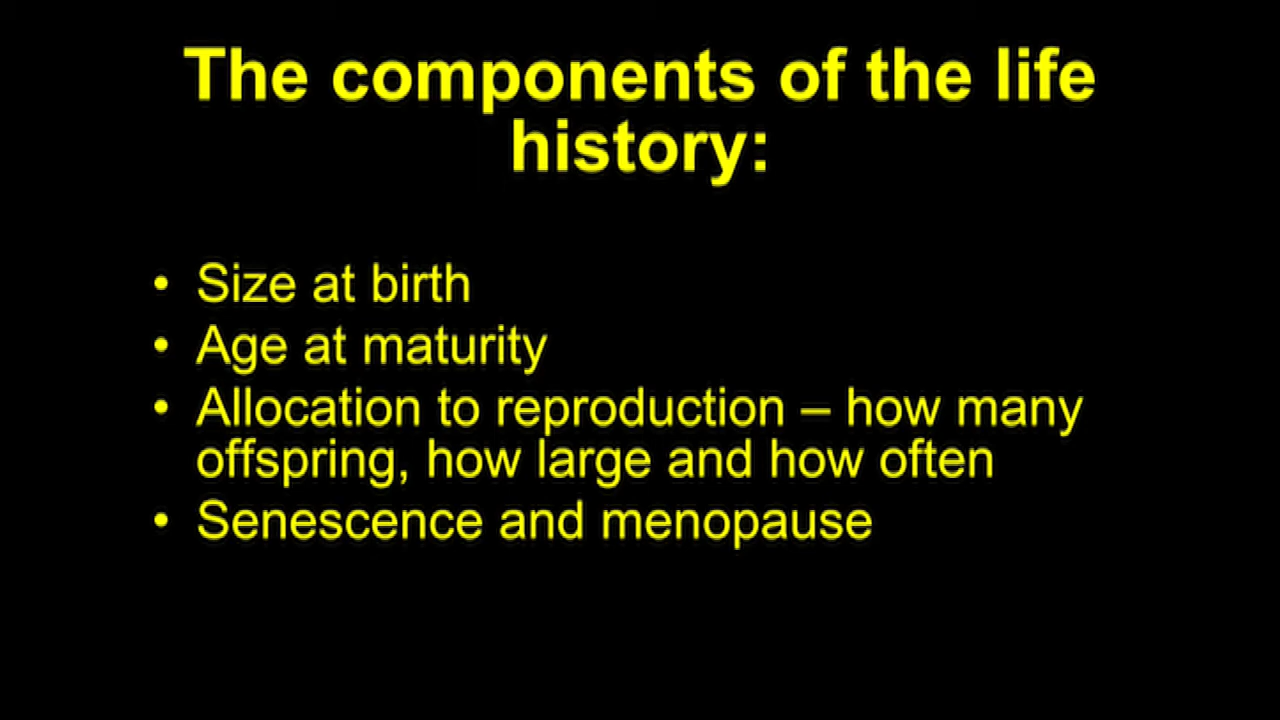 The components of the life
history:
• Size at birth
• Age at maturity
• Allocation to reproduction – how many
offspring, how large and how often
• Senescence and menopause